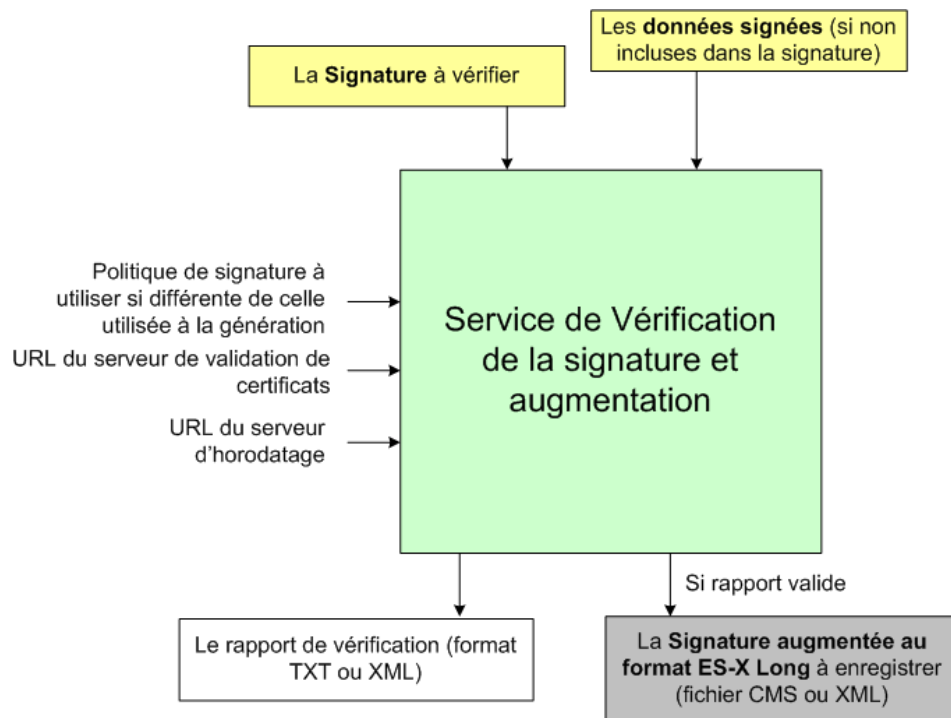 Les données signées (si non
incluses dans la signature)
La Signature à vérifier
Politique de signature à
utiliser si différente de celle
utilisée à la génération
URL du serveur de validation de
certificats
URL du serveur
d'horodatage
Service de Vérification
de la signature et
augmentation
Si rapport valide
Le rapport de vérification (format
TXT ou XML)
La Signature augmentée au
format ES-X Long à enregistrer
(fichier CMS ou XML)